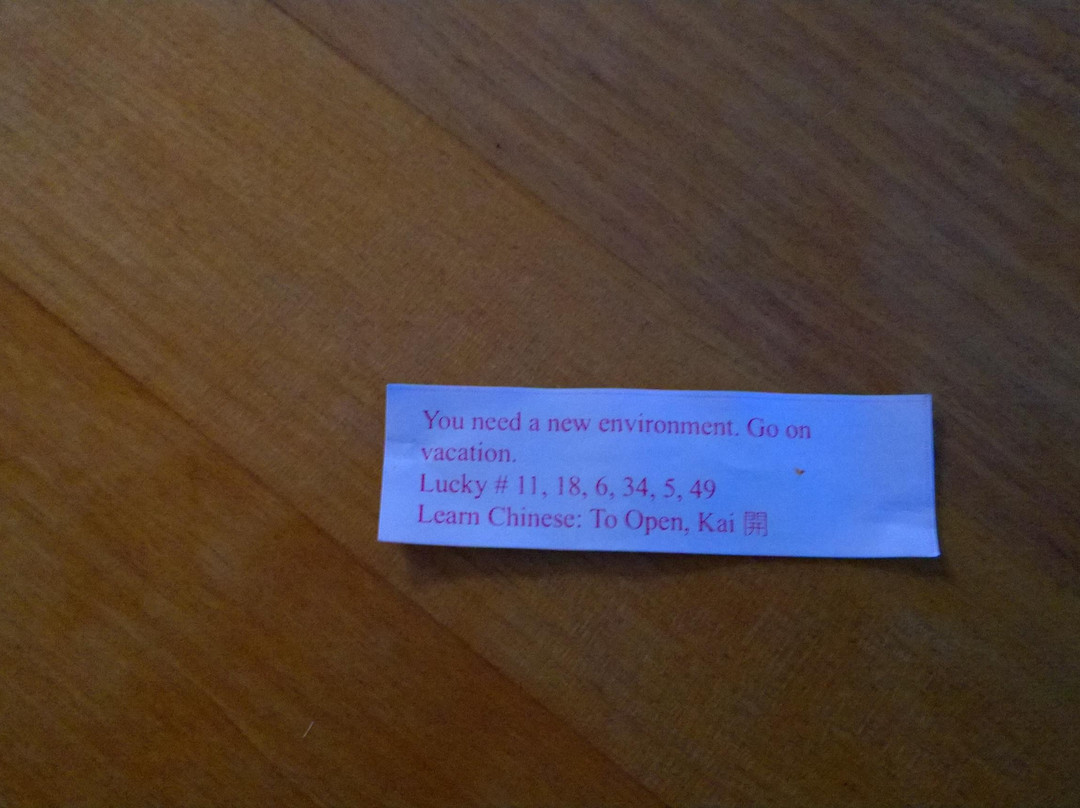 You need a new environment. Go on
vacation.
Lucky # 11, 18, 6, 34, 5, 49
Learn Chinese: To Open, Kai 開